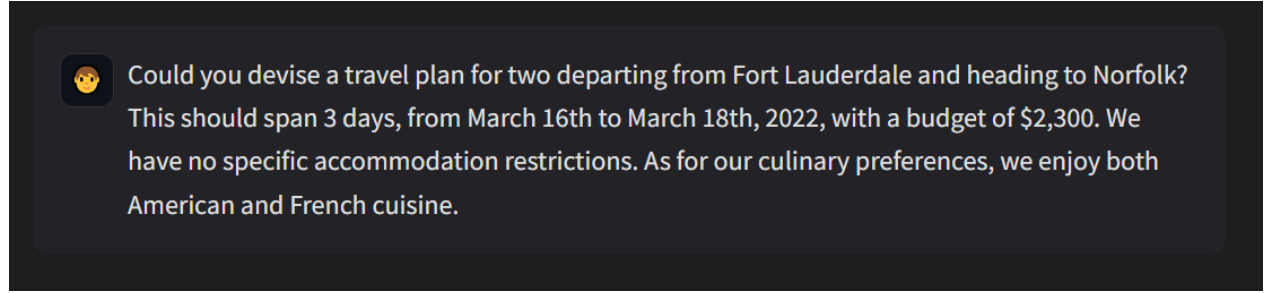 Could you devise a travel plan for two departing from Fort Lauderdale and heading to Norfolk?
This should span 3 days, from March 16th to March 18th, 2022, with a budget of $2,300. We
have no specific accommodation restrictions. As for our culinary preferences, we enjoy both
American and French cuisine.